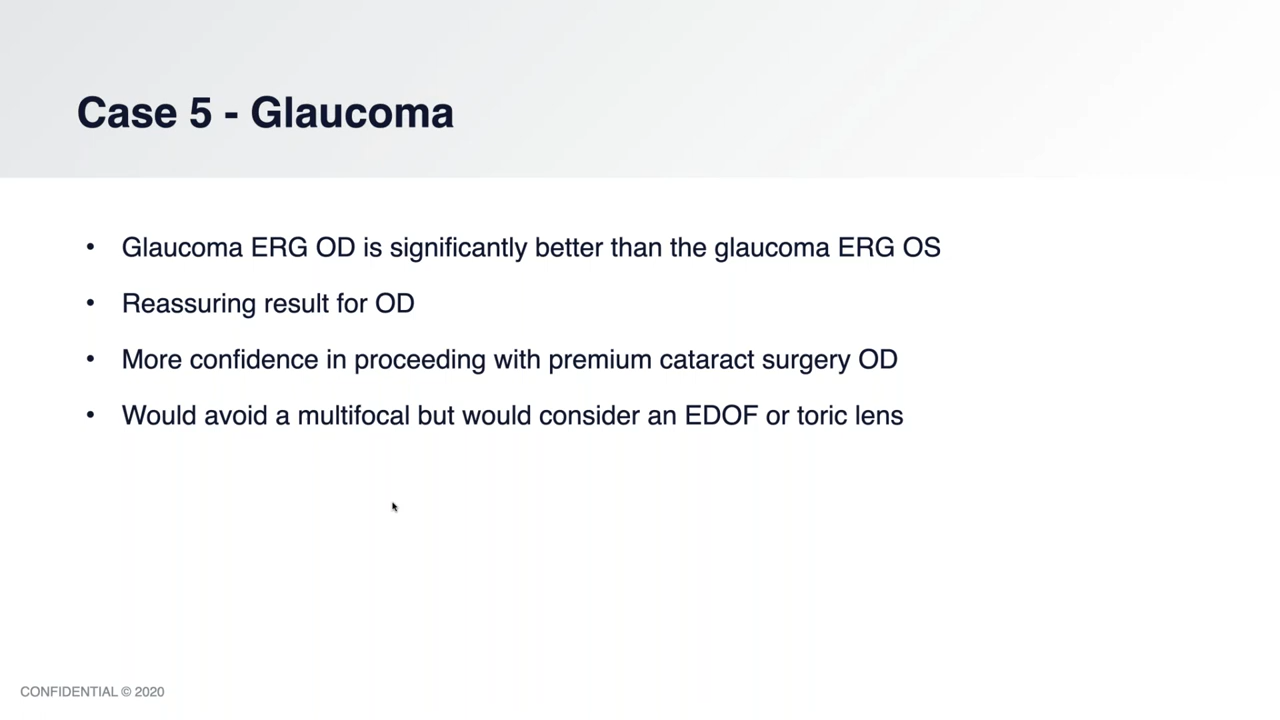 Case 5 - Glaucoma
• Glaucoma ERG OD is significantly better than the glaucoma ERG OS
• Reassuring result for OD
• More confidence in proceeding with premium cataract surgery OD
• Would avoid a multifocal but would consider an EDOF or toric lens
CONFIDENTIAL © 2020